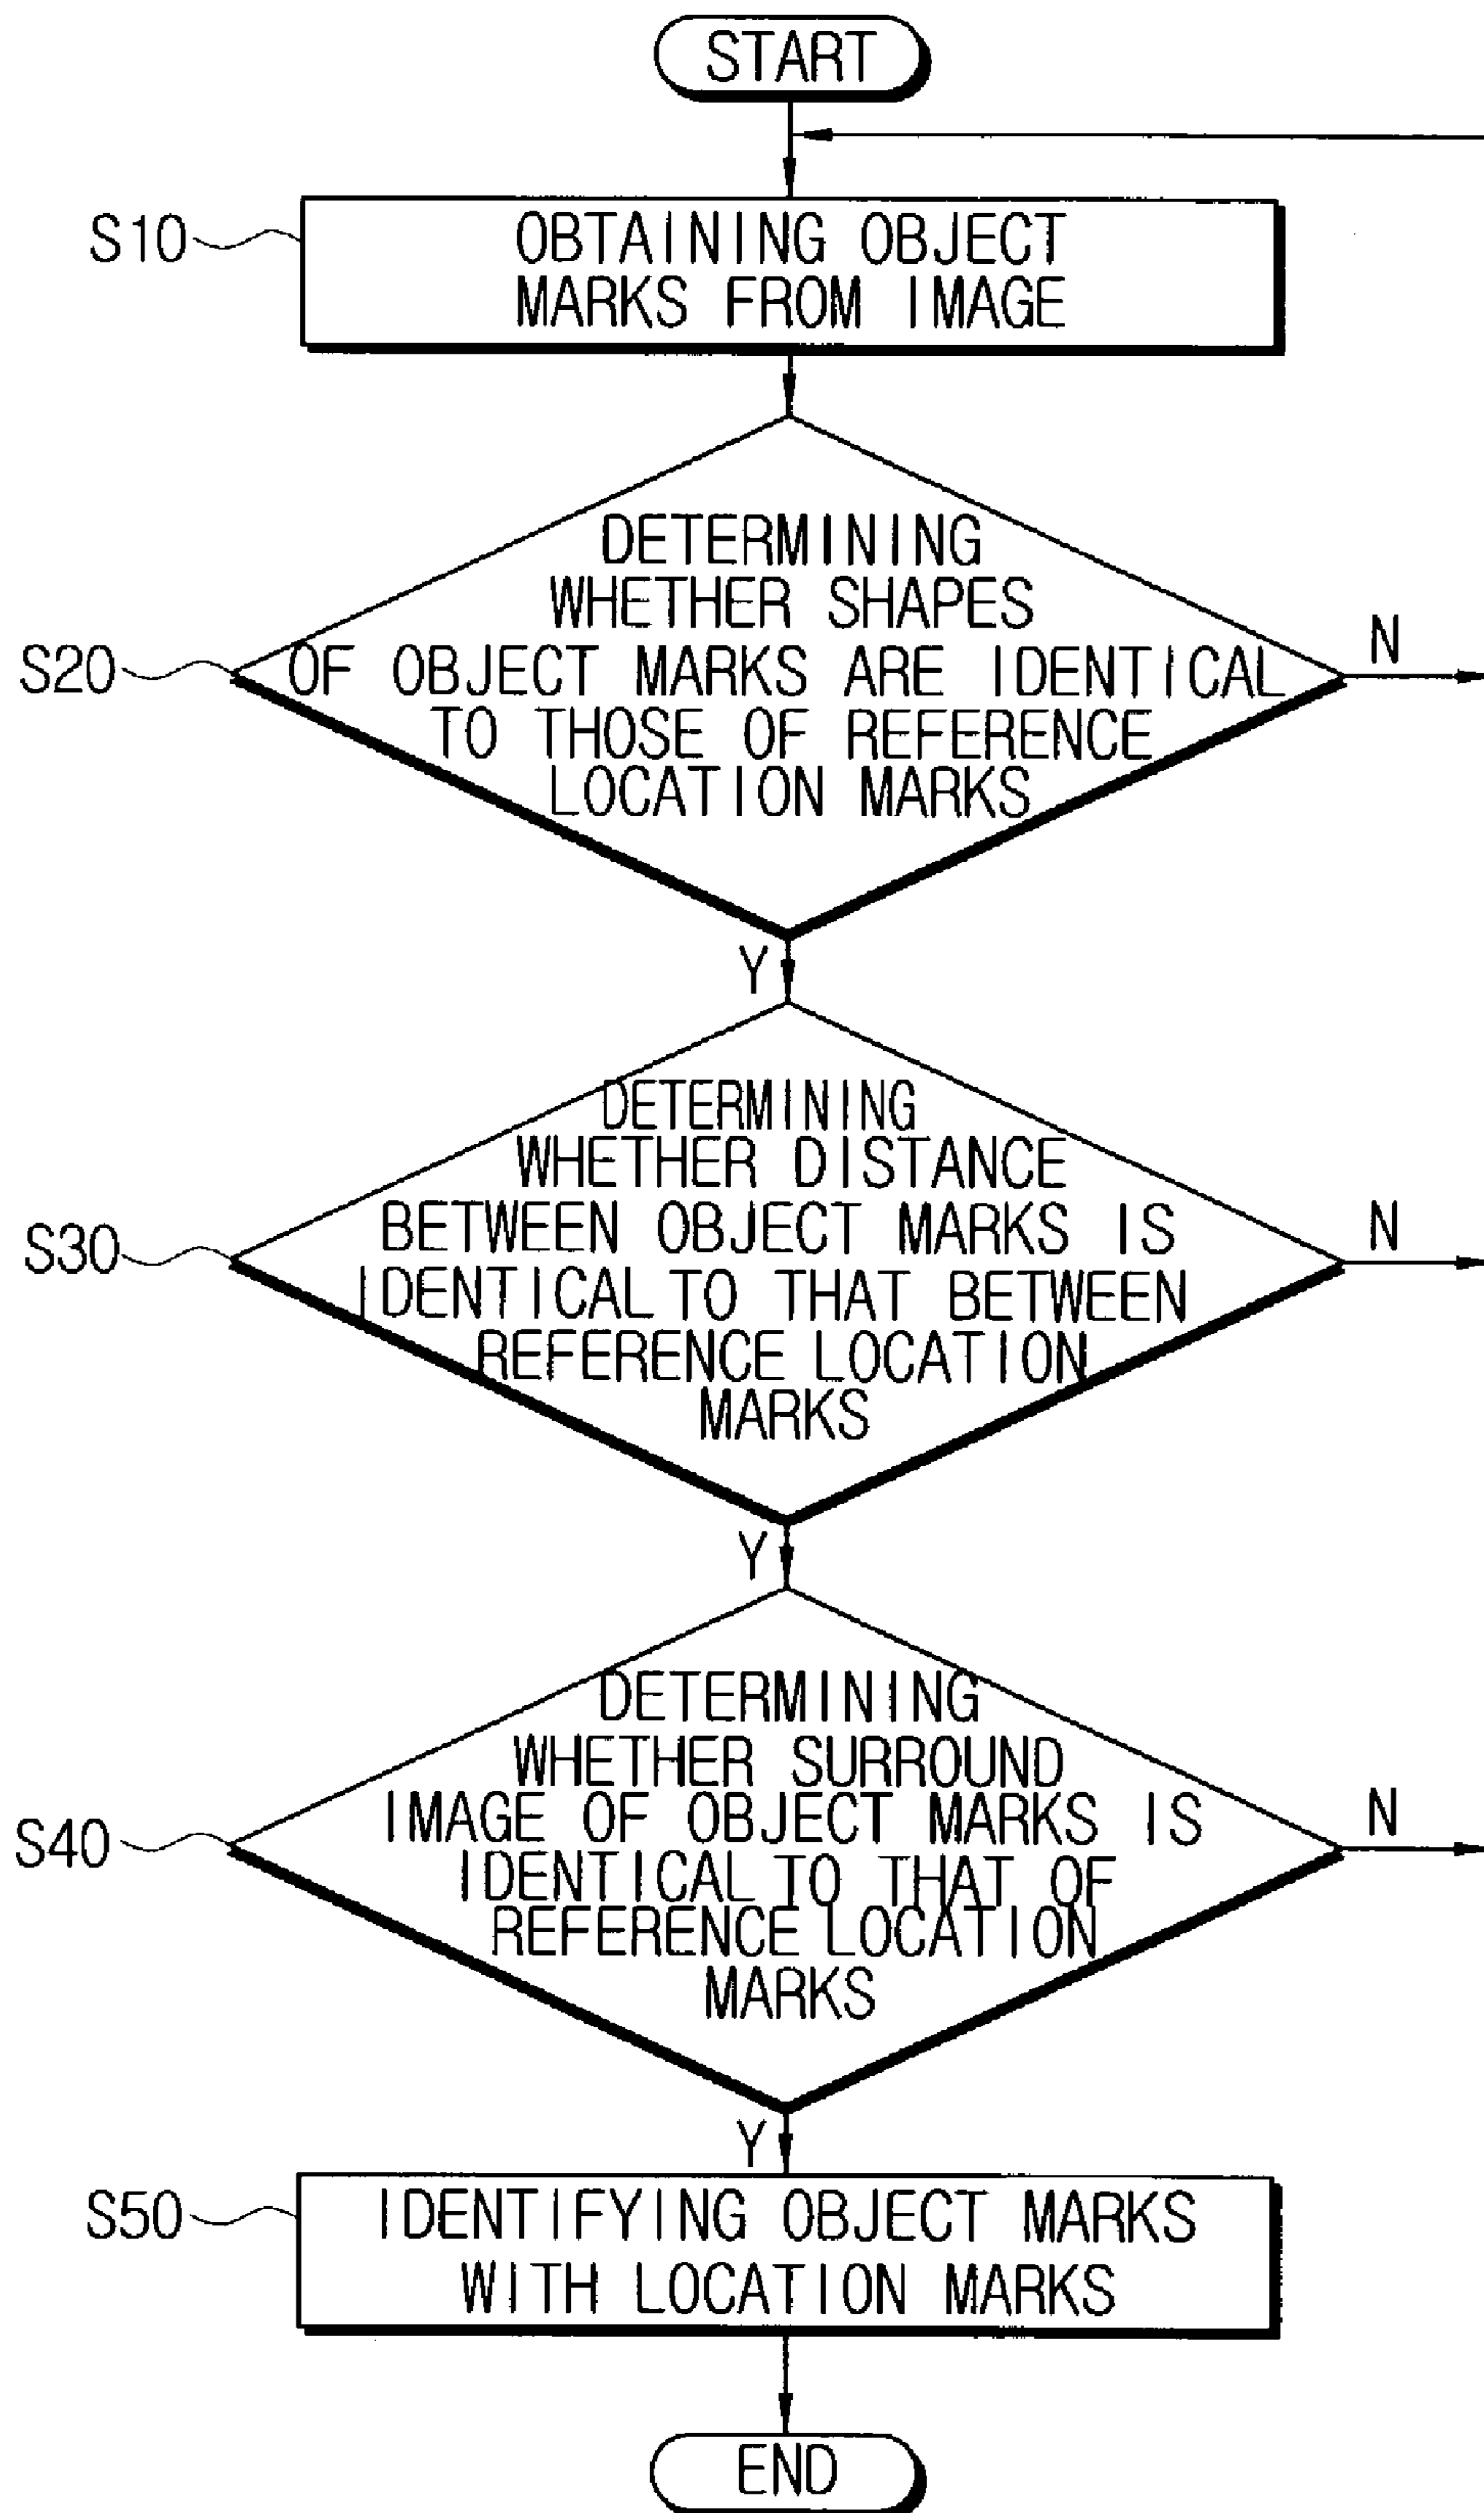 START
S10
OBTAINING OBJECT
MARKS FROM IMAGE
DETERMINING
WHETHER SHAPES
S20
OF OBJECT MARKS ARE IDENTICAL
N
TO THOSE OF REFERENCE
LOCATION MARKS
Y
DETERMINING
WHETHER DISTANCE
S30
BETWEEN OBJECT MARKS IS
N
IDENTICAL TO THAT BETWEEN
REFERENCE LOCATION
MARKS
Y
DETERMINING
WHETHER SURROUND
S40
IMAGE OF OBJECT MARKS IS
N
IDENTICAL TO THAT OF
REFERENCE LOCATION
MARKS
Y
S50
IDENTIFYING OBJECT MARKS
WITH LOCATION MARKS
END